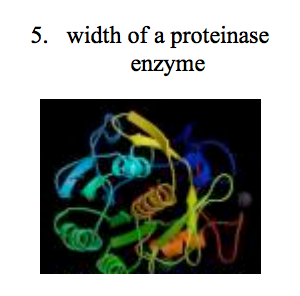 5. width of a proteinase
enzyme